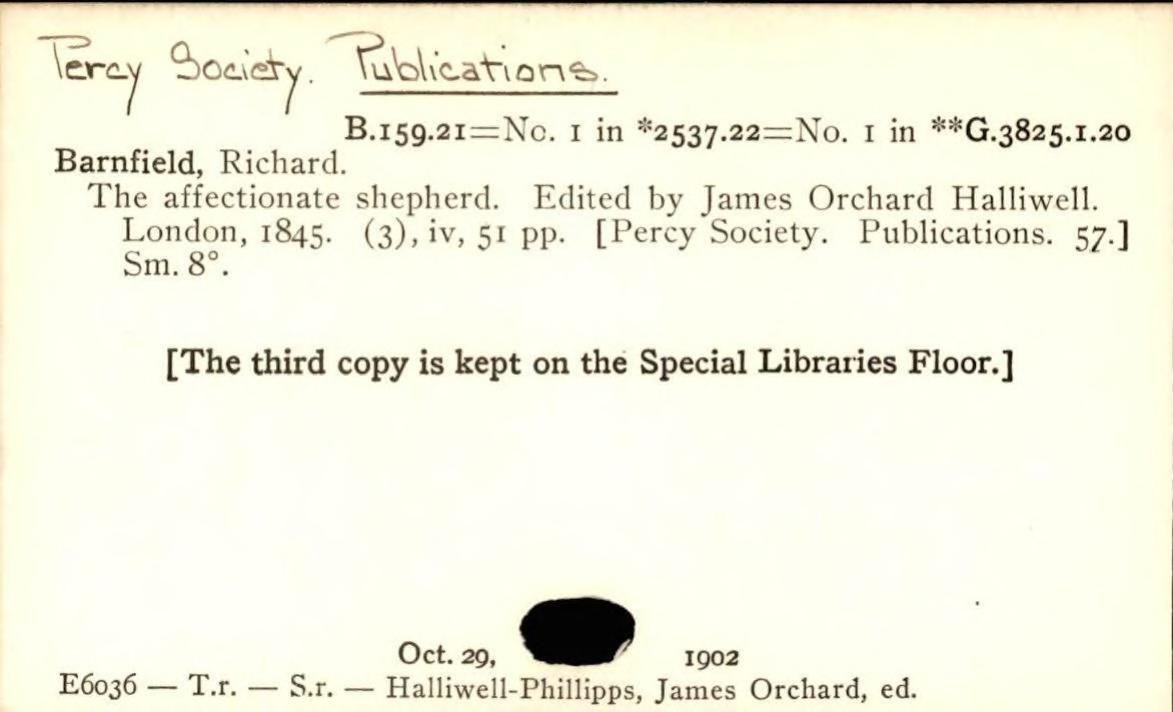 Percy Society. Publications.
B.159.21=No. 1 in *2537.22=No. 1 in **G.3825.1.20
Barnfield, Richard.
The affectionate shepherd. Edited by James Orchard Halliwell.
London, 1845. (3), iv, 51 pp. [Percy Society. Publications. 57.]
Sm. 8°.
[The third copy is kept on the Special Libraries Floor.]
Oct. 29, 1902
E6036 — T.r. — S.r. — Halliwell-Phillipps, James Orchard, ed.